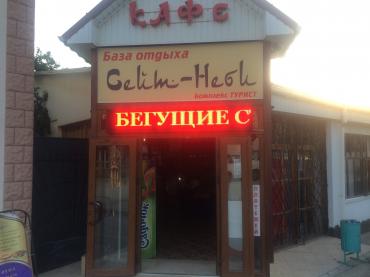 КАФЕ
База отдыха
Сейт-Неби
комплекс ТУРИСТ
БЕГУЩИЕ С